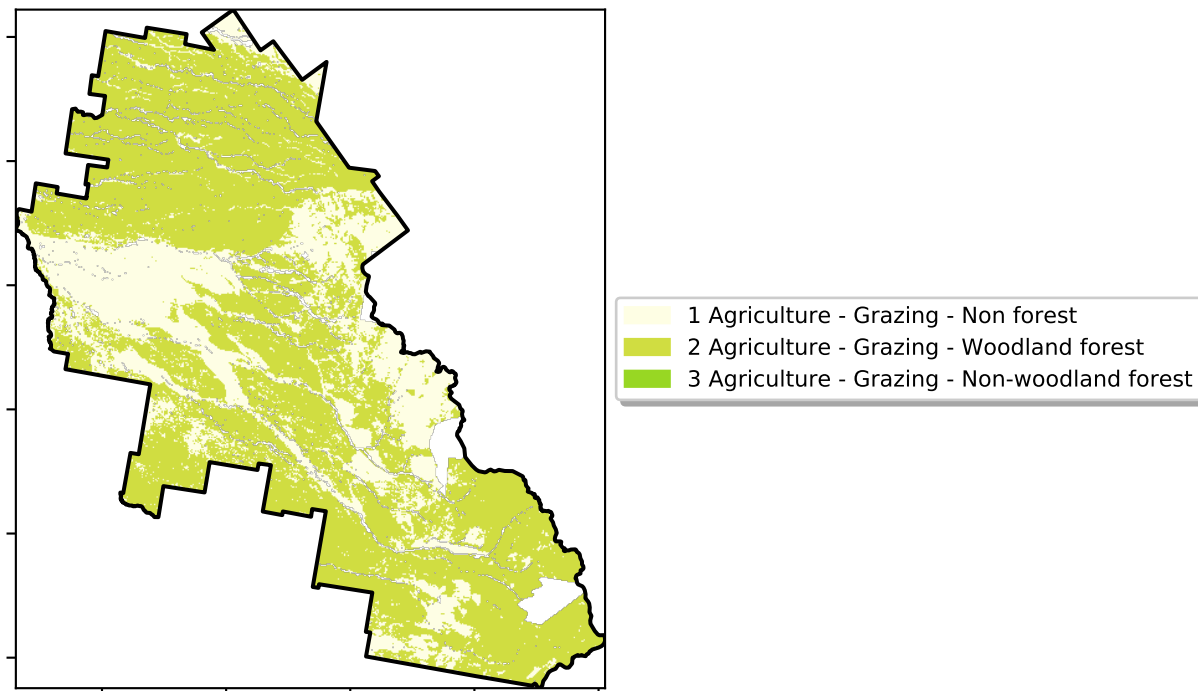 1 Agriculture - Grazing - Non forest
2 Agriculture - Grazing - Woodland forest
3 Agriculture - Grazing - Non-woodland forest